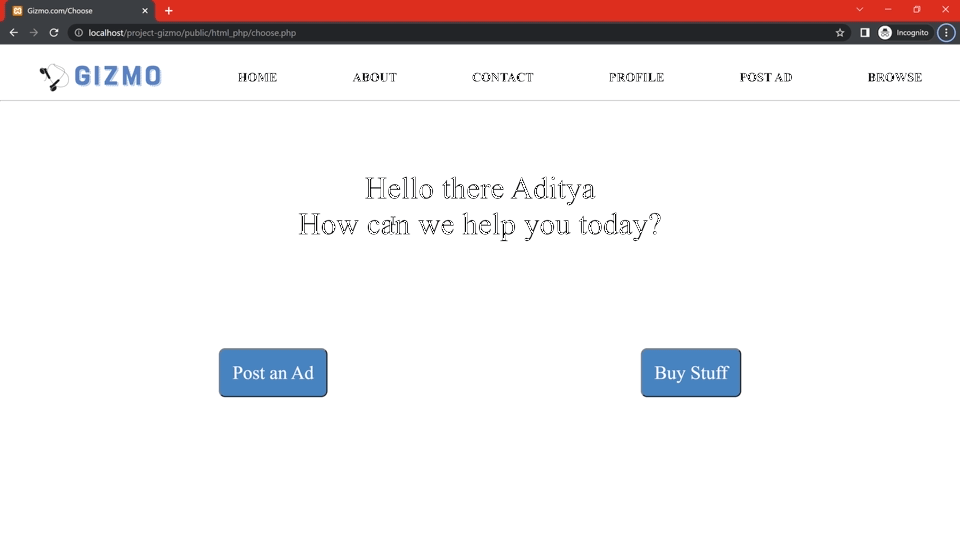 Gizmo.com/Choose
localhost/project-gizmo/public/html_php/choose.php
Incognito
GIZMO HOME ABOUT CONTACT PROFILE POST AD BROWSE
Hello there Aditya
How can we help you today?
Post an Ad Buy Stuff